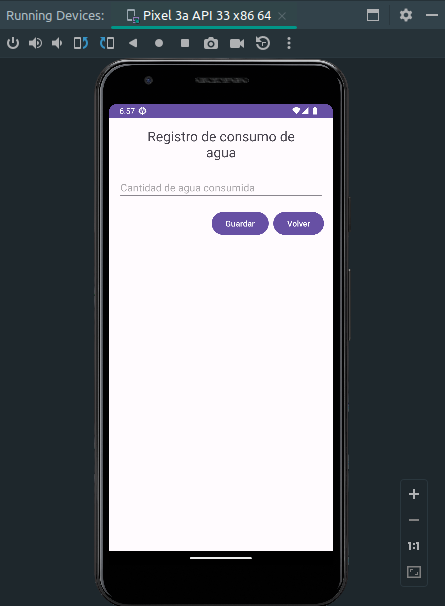 Running Devices: Pixel 3a API 33 x86 64
6:57
Registro de consumo de
agua
Cantidad de agua consumida
Guardar Volver
1:1